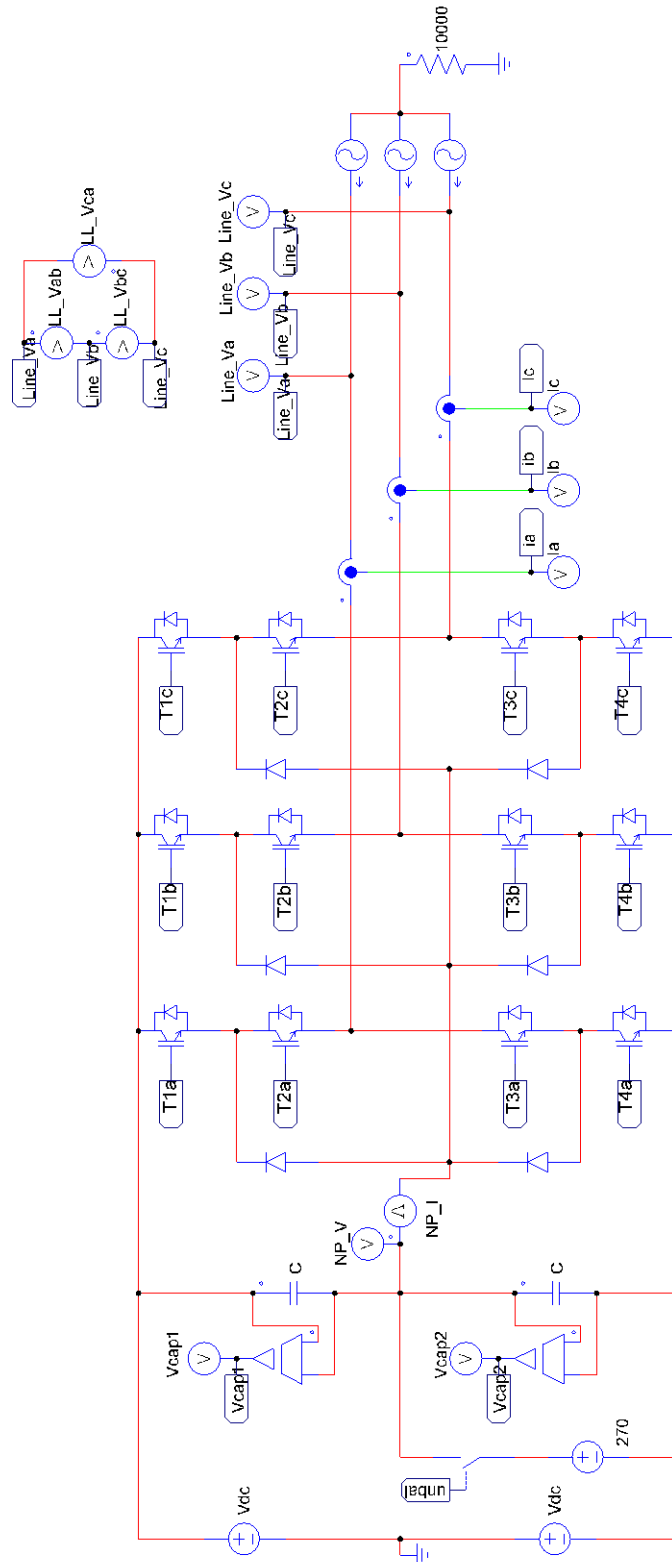 10000
LL_Vca
LL_Vab
LL_Vbc
Line_Va
Line_Vb
Line_Vc
Line_Va
Line_Vb
Line_Vc
Line_Va
Line_Vb
Line_Vc
ia
ib
Ic
Ia
Ib
Ic
T1c
T2c
T3c
T4c
T1b
T2b
T3b
T4b
T1a
T2a
T3a
T4a
NP_V
NP_I
C
C
Vcap1
Vcap1
Vcap2
Vcap2
270
unbal
Vdc
Vdc